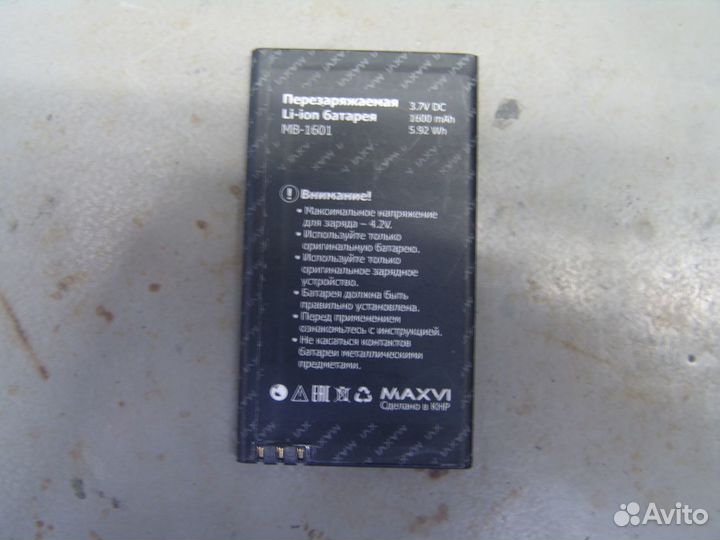 Перезаряжаемая
Li-ion батарея
MB-1601
3.7V DC
1600 mAh
5.92 Wh
Внимание!
• Максимальное напряжение
для заряда – 4.2V.
• Используйте только
оригинальную батарею.
• Используйте только
оригинальное зарядное
устройство.
• Батарея должна быть
правильно установлена.
• Перед применением
ознакомьтесь с инструкцией.
• Не касаться контактов
батареи металлическими
предметами.
EAC
MAXVI
Сделано в КНР
Avito